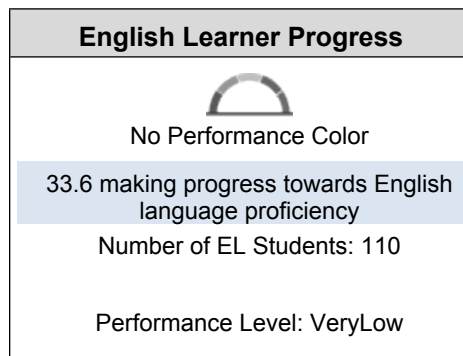 English Learner Progress
No Performance Color
33.6 making progress towards English
language proficiency
Number of EL Students: 110
Performance Level: VeryLow